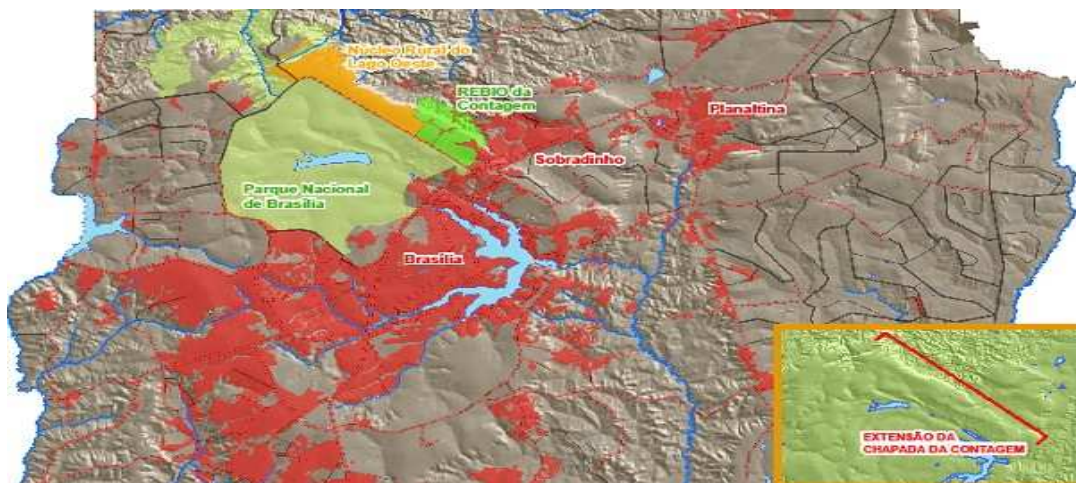 Núcleo Rural do
Lago Oeste
REBIO da
Contagem
Planaltina
Sobradinho
Parque Nacional
de Brasília
Brasília
EXTENSÃO DA
CHAPADA DA CONTAGEM